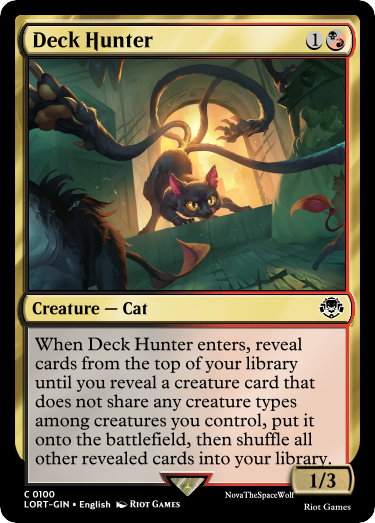 Deck Hunter
1
Creature — Cat
When Deck Hunter enters, reveal
cards from the top of your library
until you reveal a creature card that
does not share any creature types
among creatures you control, put it
onto the battlefield, then shuffle all
other revealed cards into your library.
1/3
C 0100
LORT-GIN • English Riot Games
NovaTheSpaceWolf
Riot Games